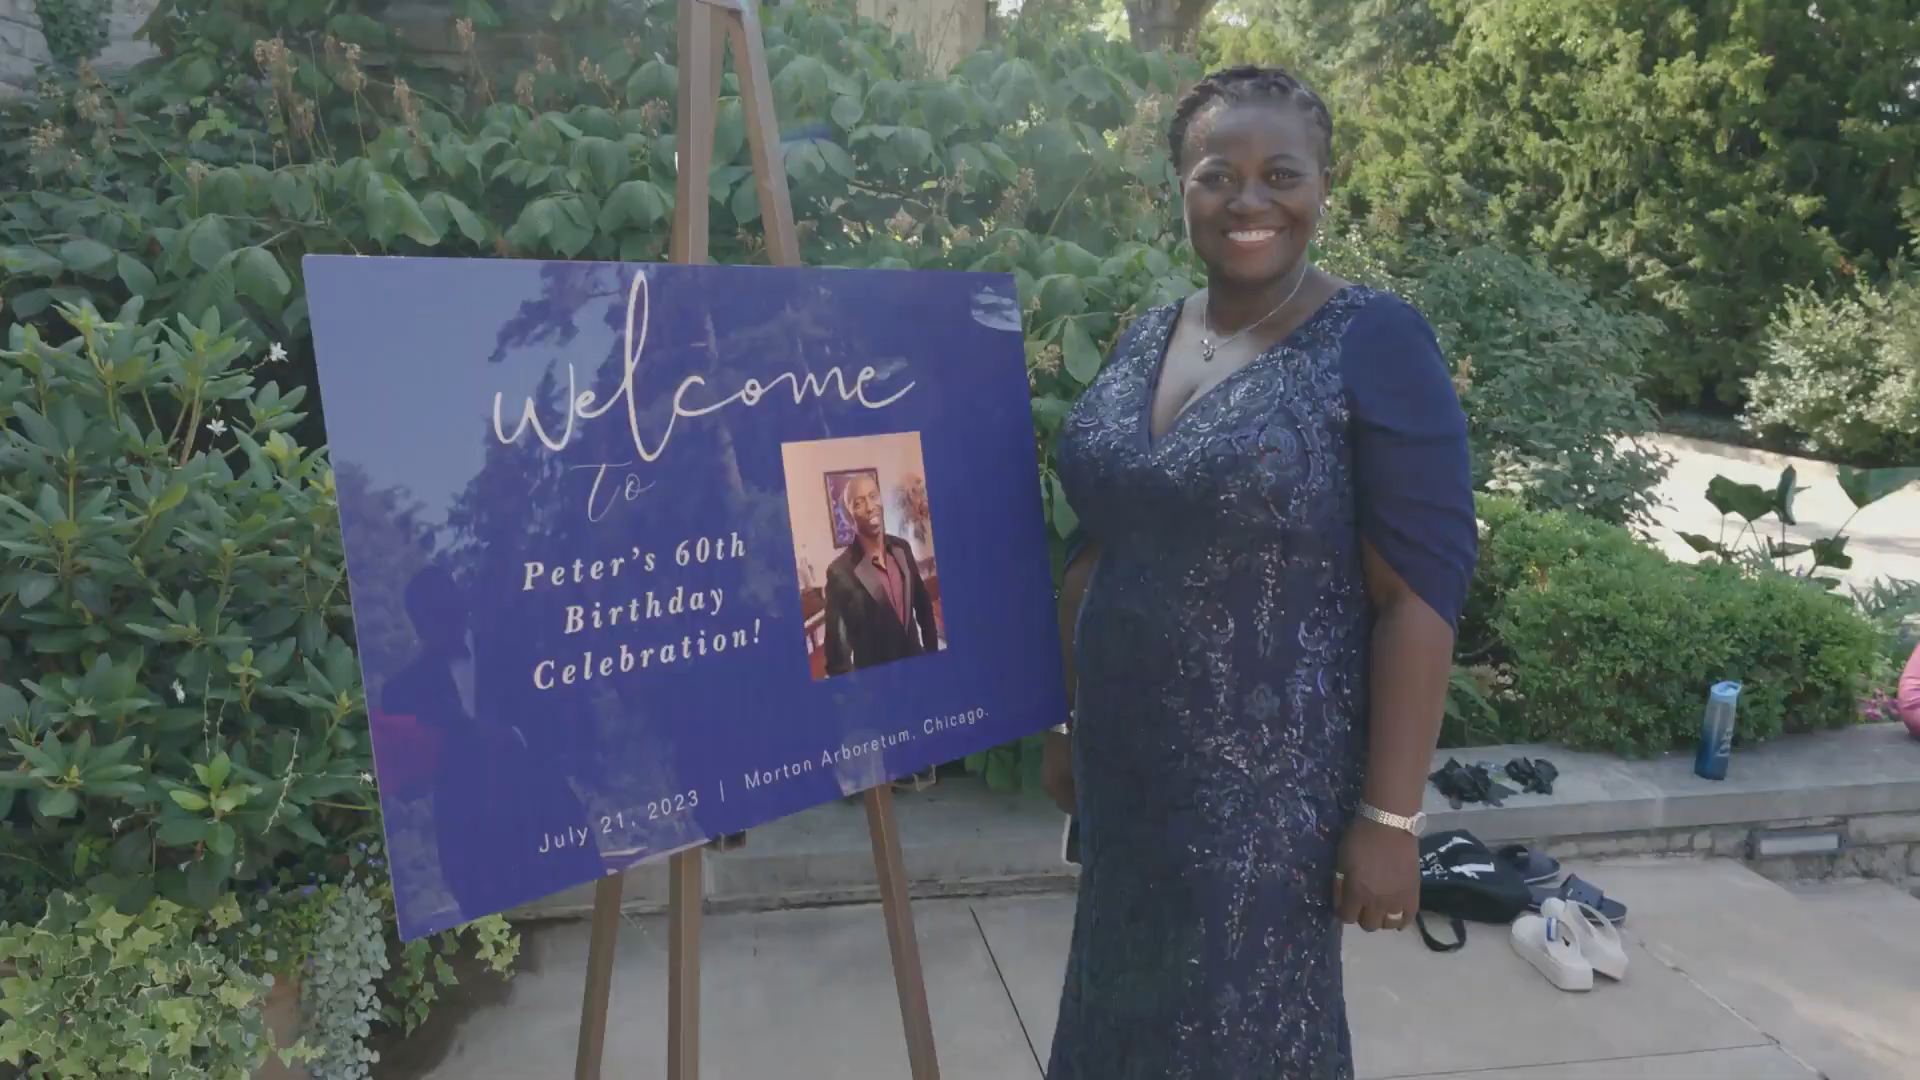 Welcome
To
Peter's 60th
Birthday
Celebration!
July 21, 2023 | Morton Arboretum, Chicago.